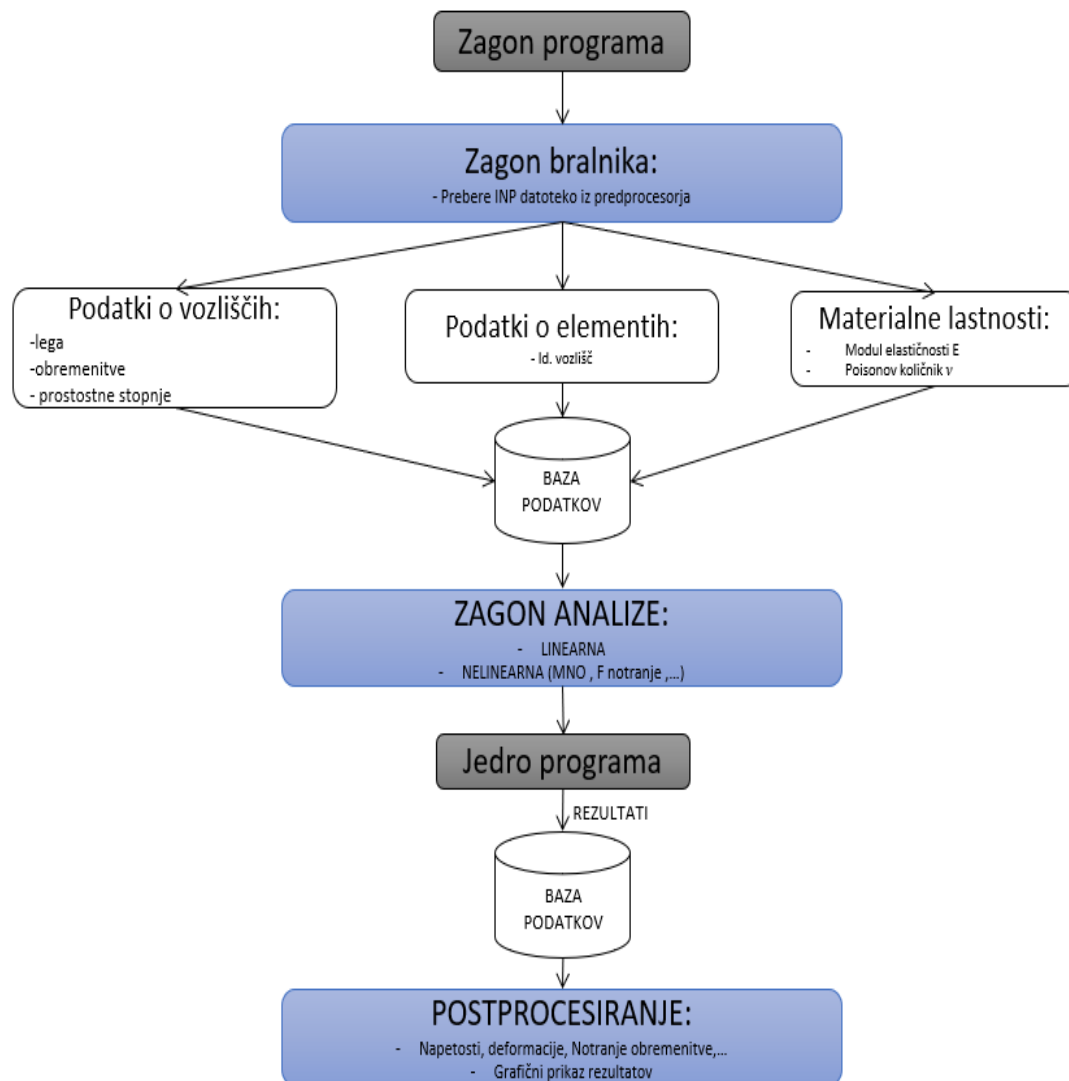 Zagon programa
Zagon bralnika:
- Prebere INP datoteko iz predprocesorja
Podatki o vozliščih:
-lega
-obremenitve
- prostostne stopnje
Podatki o elementih:
- Id. vozlišč
Materialne lastnosti:
- Modul elastičnosti E
- Poisonov količnik ν
BAZA
PODATKOV
ZAGON ANALIZE:
- LINEARNA
- NELINEARNA (MNO , F notranje ,...)
Jedro programa
REZULTATI
BAZA
PODATKOV
POSTPROCESIRANJE:
- Napetosti, deformacije, Notranje obremenitve,...
- Grafični prikaz rezultatov